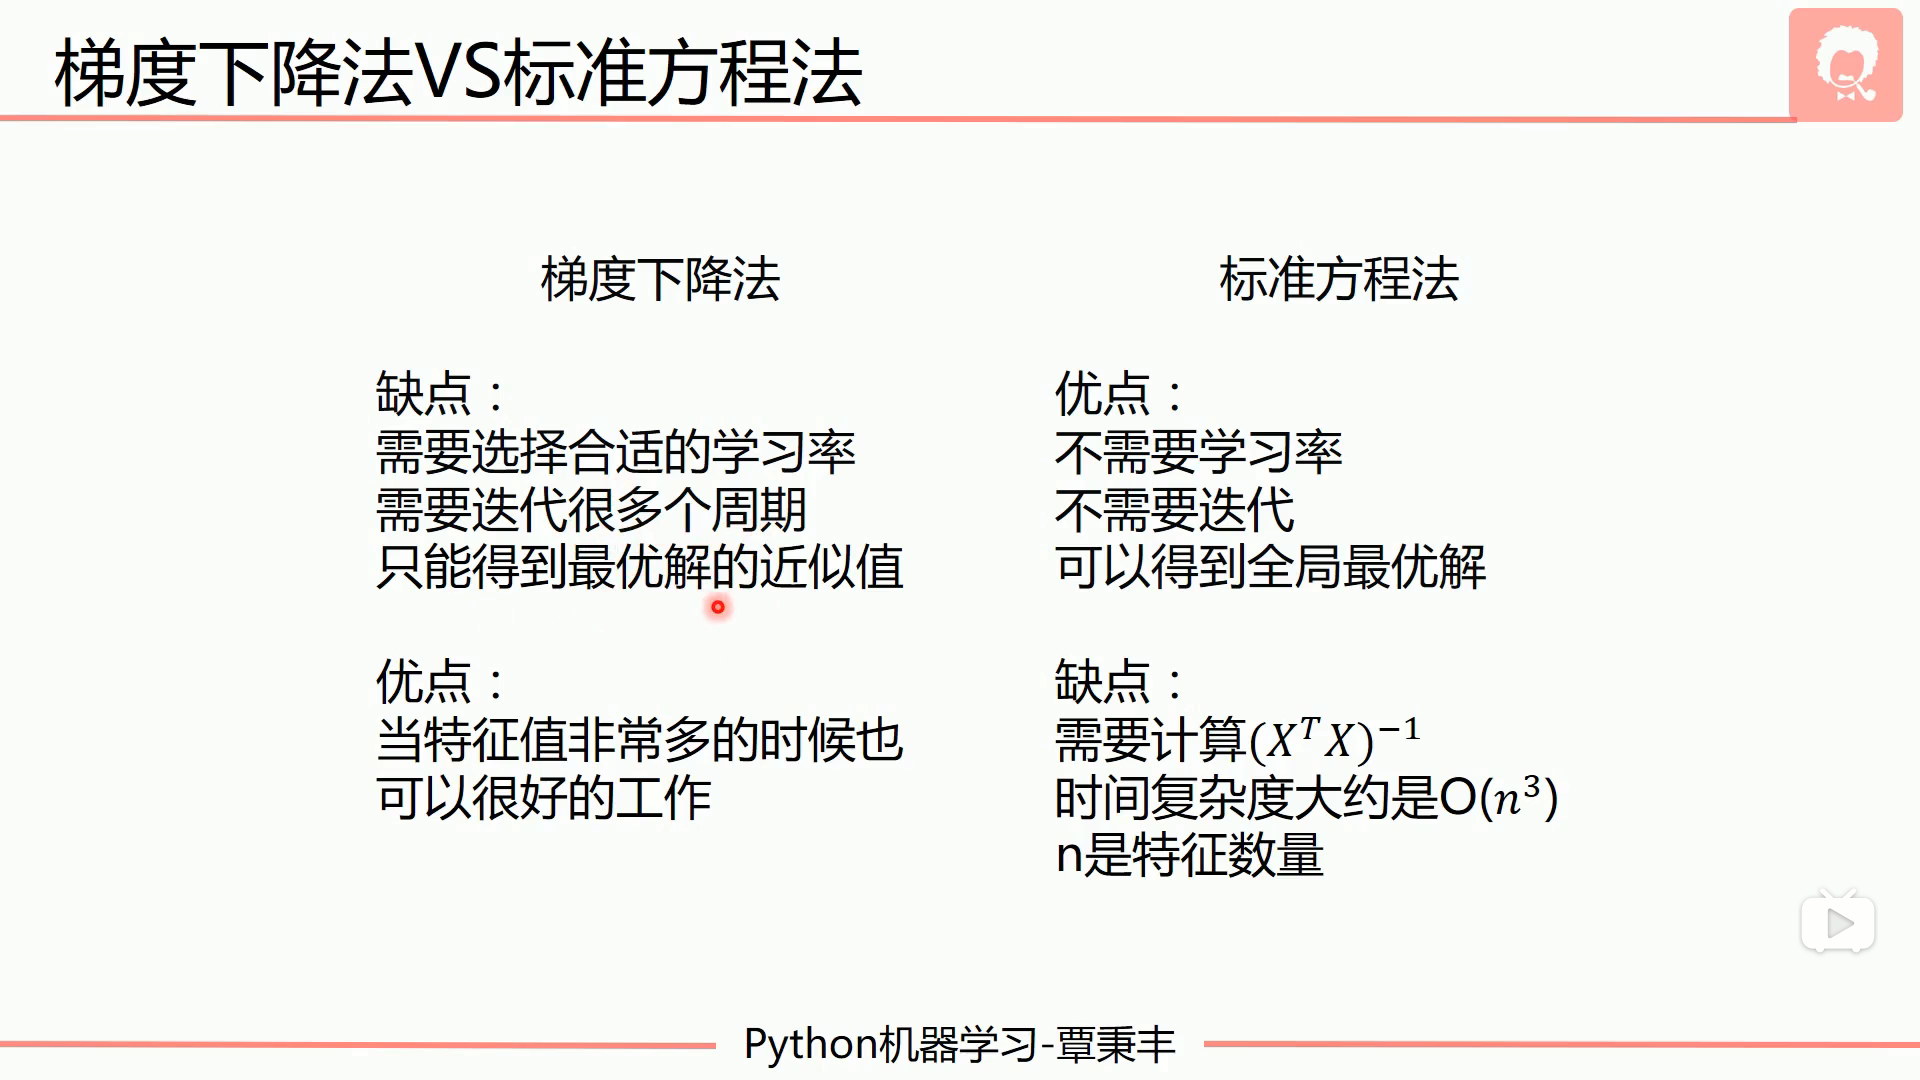 梯度下降法VS标准方程法
梯度下降法
缺点：
需要选择合适的学习率
需要迭代很多个周期
只能得到最优解的近似值
优点：
当特征值非常多的时候也
可以很好的工作
标准方程法
优点：
不需要学习率
不需要迭代
可以得到全局最优解
缺点：
需要计算$(X^T X)^{-1}$
时间复杂度大约是O($n^3$)
n是特征数量
Python机器学习-覃秉丰